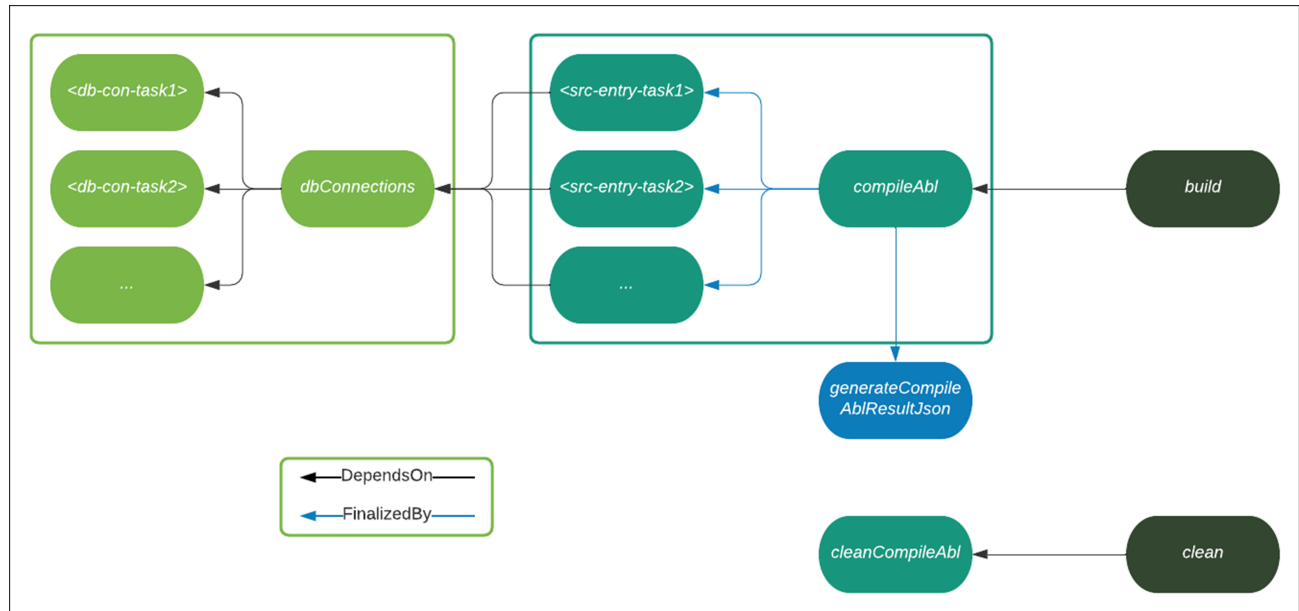 <db-con-task1>
<src-entry-task1>
<db-con-task2>
dbConnections
<src-entry-task2>
compileAbl
build
...
...
generateCompile
AblResultJson
DependsOn
FinalizedBy
cleanCompileAbl
clean